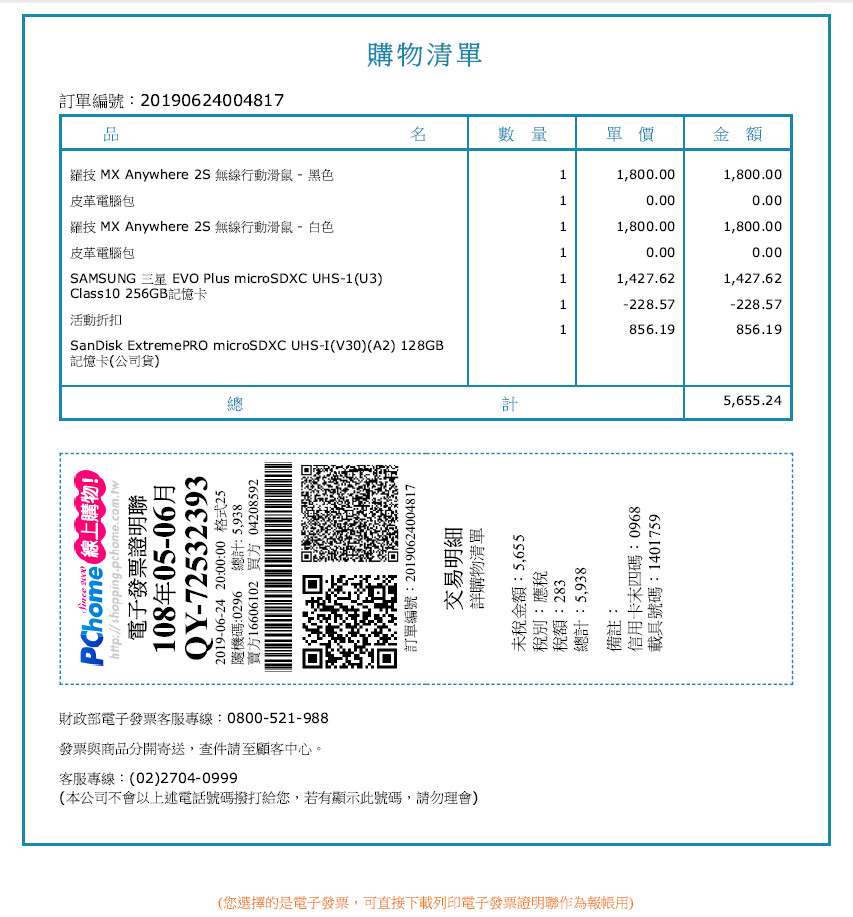 購物清單
訂單編號：20190624004817
品 名 數 量 單 價 金 額
羅技 MX Anywhere 2S 無線行動滑鼠 - 黑色 1 1,800.00 1,800.00
皮革電腦包 1 0.00 0.00
羅技 MX Anywhere 2S 無線行動滑鼠 - 白色 1 1,800.00 1,800.00
皮革電腦包 1 0.00 0.00
SAMSUNG 三星 EVO Plus microSDXC UHS-1(U3) 1 1,427.62 1,427.62
Class10 256GB記憶卡
1 -228.57 -228.57
活動折扣
1 856.19 856.19
SanDisk ExtremePRO microSDXC UHS-I(V30)(A2) 128GB
記憶卡(公司貨)
總 計 5,655.24
Since 2000
PChome 線上購物!
http://shopping.pchome.com.tw
電子發票證明聯
108年05-06月
QY-72532393
2019-06-24 20:00:00 格式25
隨機碼:0296 總計: 5,938
賣方16606102 買方 04208592
訂單編號： 20190624004817
交易明細
詳購物清單
未稅金額：5,655
稅別：應稅
稅額：283
總計：5,938
備註：
信用卡末四碼： 0968
載具號碼：1401759
財政部電子發票客服專線：0800-521-988
發票與商品分開寄送，查件請至顧客中心。
客服專線：(02)2704-0999
(本公司不會以上述電話號碼撥打給您，若有顯示此號碼，請勿理會)
(您選擇的是電子發票，可直接下載列印電子發票證明聯作為報帳用)